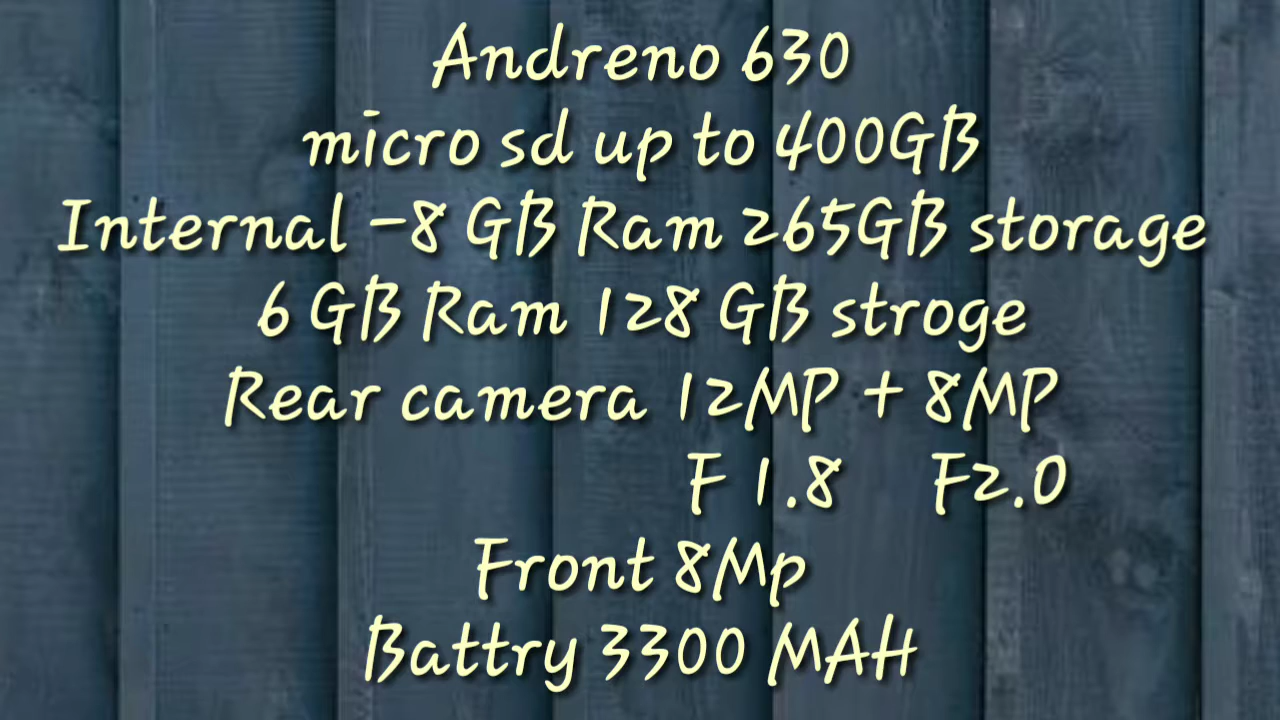 Andreno 630
micro sd up to 400GB
Internal -8 GB Ram 265GB storage
6 GB Ram 128 GB stroge
Rear camera 12MP + 8MP
F 1.8 F2.0
Front 8Mp
Battry 3300 MAH